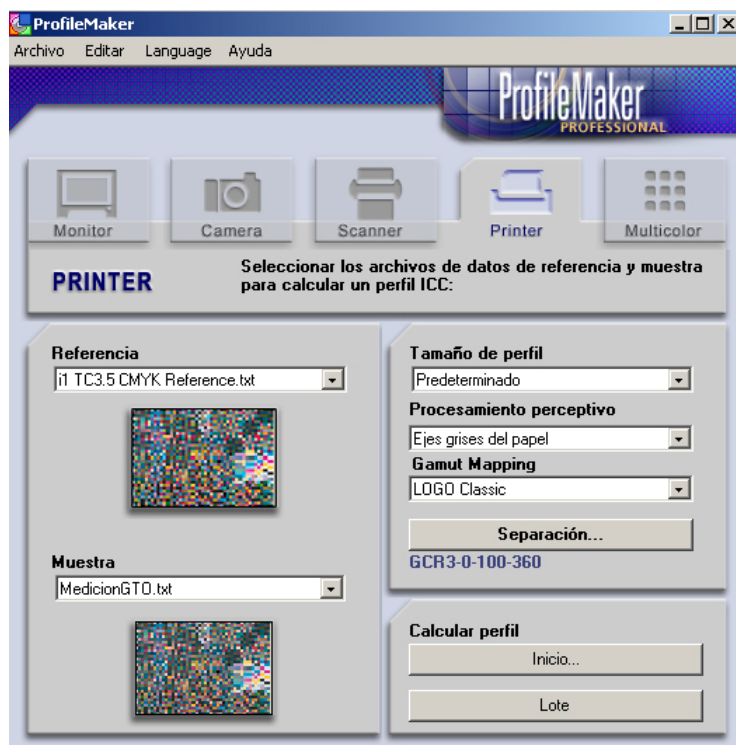 ProfileMaker
Archivo Editar Language Ayuda
ProfileMaker
PROFESSIONAL
Monitor
Camera
Scanner
Printer
Multicolor
PRINTER
Seleccionar los archivos de datos de referencia y muestra
para calcular un perfil ICC:
Referencia
i1 TC3.5 CMYK Reference.txt
Muestra
MedicionGTO.txt
Tamaño de perfil
Predeterminado
Procesamiento perceptivo
Ejes grises del papel
Gamut Mapping
LOGO Classic
Separación...
GCR3-0-100-360
Calcular perfil
Inicio...
Lote